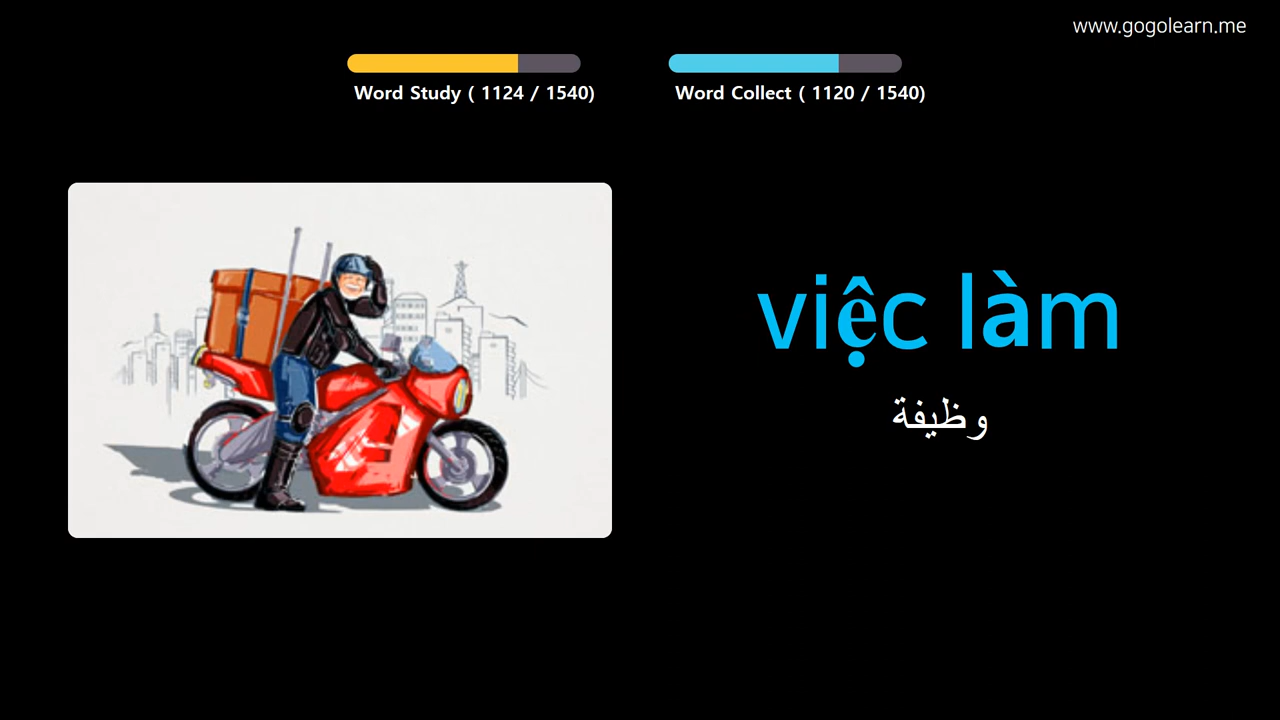 www.gogolearn.me
Word Study ( 1124 / 1540)
Word Collect ( 1120 / 1540)
việc làm
وظيفة